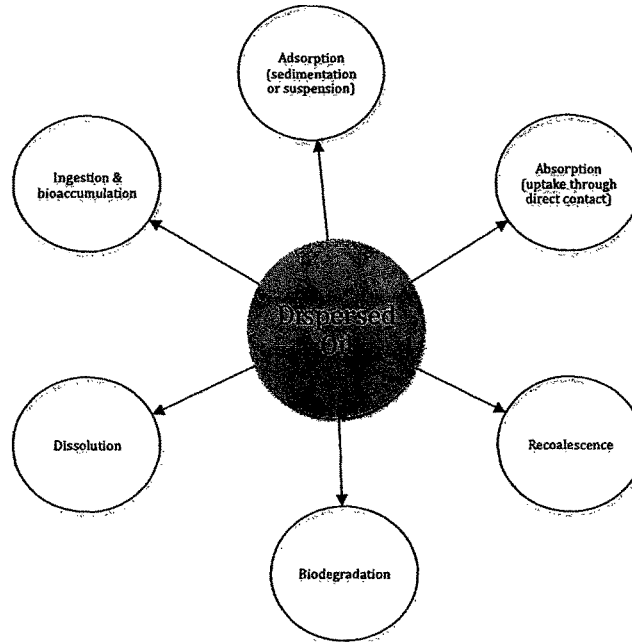 Adsorption
(sedimentation
or suspension)
Ingestion &
bioaccumulation
Absorption
(uptake through
direct contact)
Dispersed
Oil
Dissolution
Recoalescence
Biodegradation